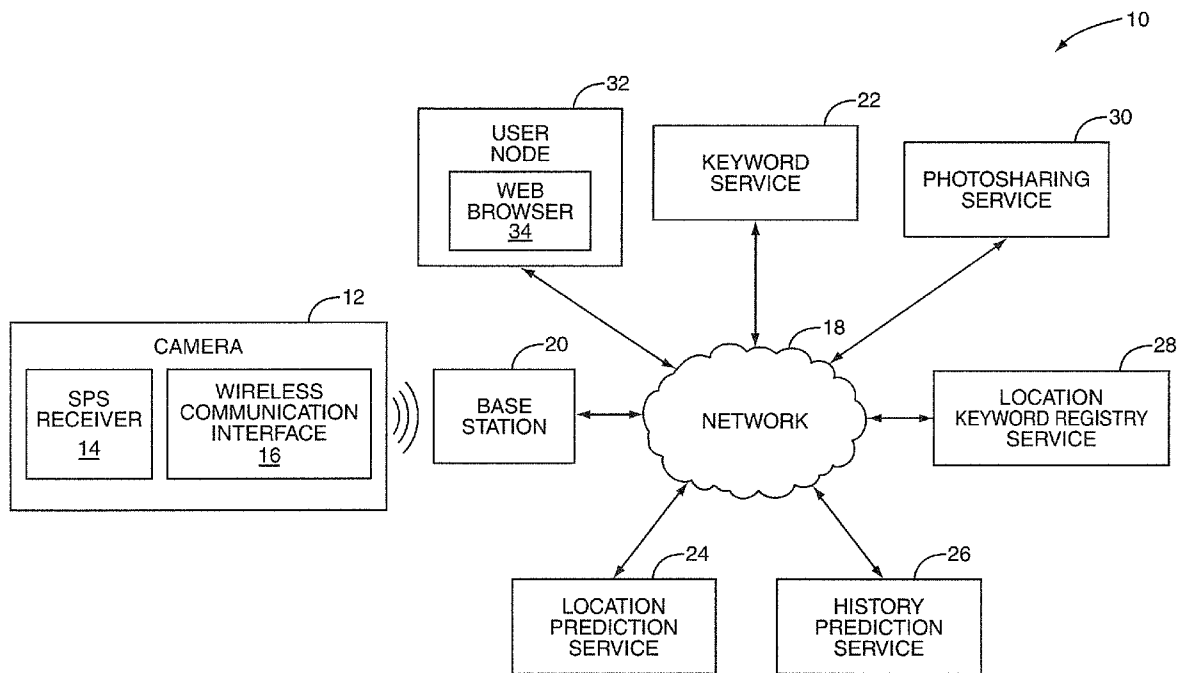 10
32
USER
NODE
WEB
BROWSER
34
22
KEYWORD
SERVICE
30
PHOTOSHARING
SERVICE
12
CAMERA
SPS
RECEIVER
14
WIRELESS
COMMUNICATION
INTERFACE
16
20
BASE
STATION
18
NETWORK
28
LOCATION
KEYWORD REGISTRY
SERVICE
24
LOCATION
PREDICTION
SERVICE
26
HISTORY
PREDICTION
SERVICE